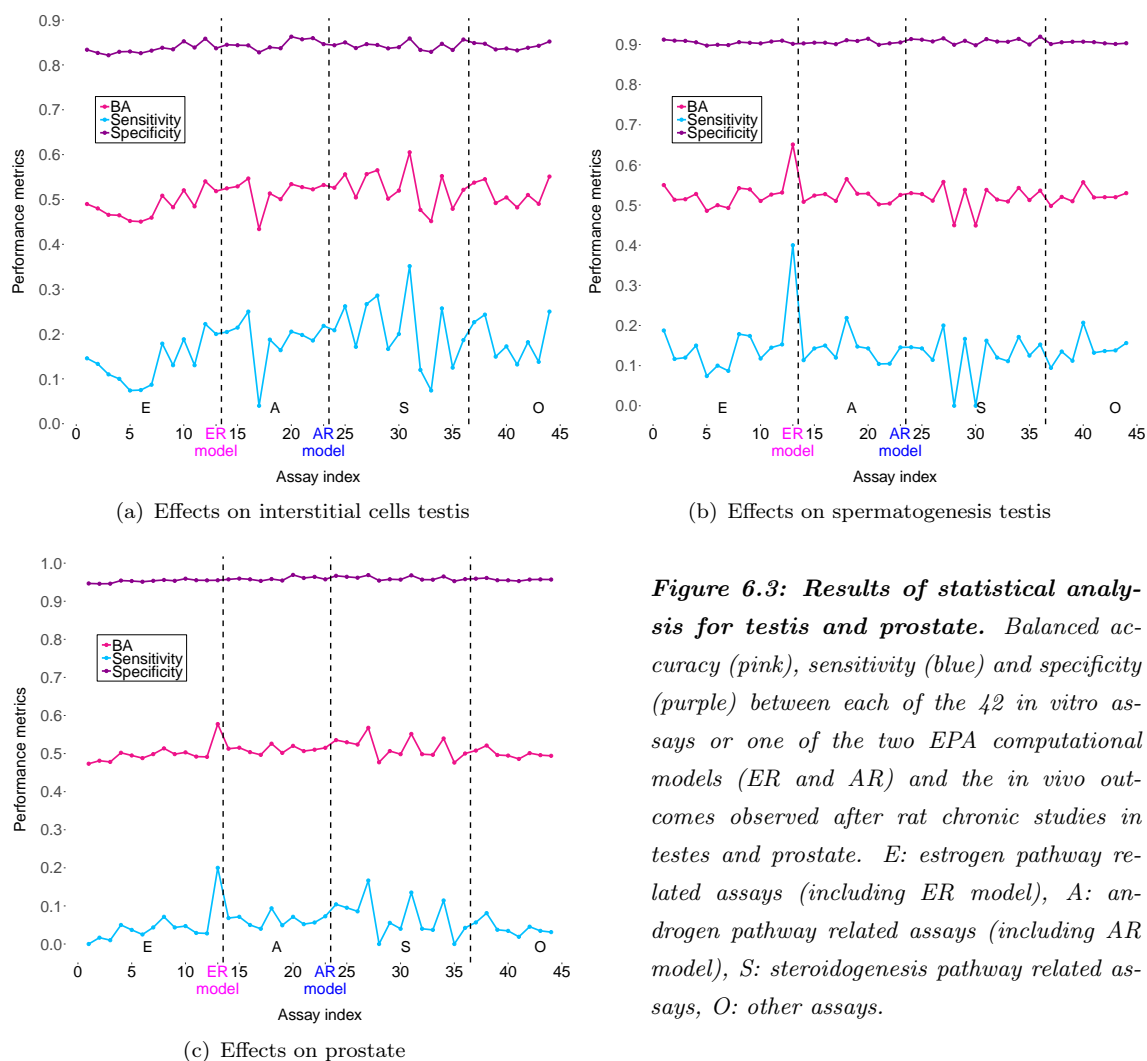 0.9
0.8
0.7
0.6
0.5
0.4
0.3
0.2
0.1
0.0
Performance metrics
BA
Sensitivity
Specificity
E A S O
0 5 10 ER 15 20 AR 25 30 35 40 45
model model
Assay index
(a) Effects on interstitial cells testis
0.9
0.8
0.7
0.6
0.5
0.4
0.3
0.2
0.1
0.0
Performance metrics
BA
Sensitivity
Specificity
E A S O
0 5 10 ER 15 20 AR 25 30 35 40 45
model model
Assay index
(b) Effects on spermatogenesis testis
1.0
0.9
0.8
0.7
0.6
0.5
0.4
0.3
0.2
0.1
0.0
Performance metrics
BA
Sensitivity
Specificity
E A S O
0 5 10 ER 15 20 AR 25 30 35 40 45
model model
Assay index
(c) Effects on prostate
Figure 6.3: Results of statistical analy-
sis for testis and prostate. Balanced ac-
curacy (pink), sensitivity (blue) and specificity
(purple) between each of the 42 in vitro as-
says or one of the two EPA computational
models (ER and AR) and the in vivo out-
comes observed after rat chronic studies in
testes and prostate. E: estrogen pathway re-
lated assays (including ER model), A: an-
drogen pathway related assays (including AR
model), S: steroidogenesis pathway related as-
says, O: other assays.